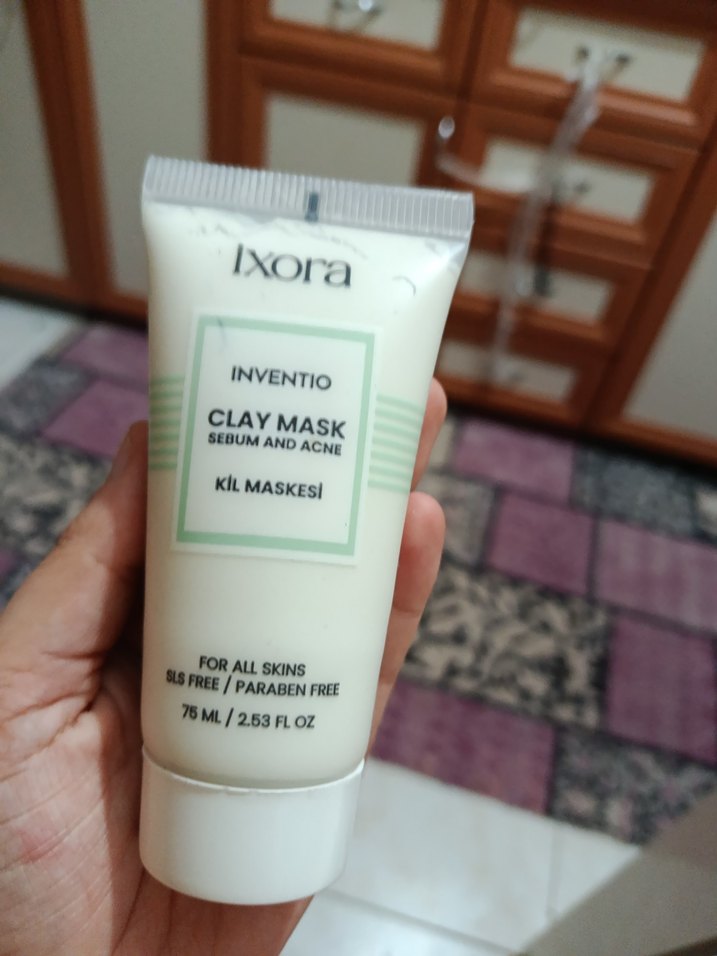 Ixora
INVENTIO
CLAY MASK
SEBUM AND ACNE
KİL MASKESİ
FOR ALL SKINS
SLS FREE / PARABEN FREE
75 ML / 2.53 FL OZ